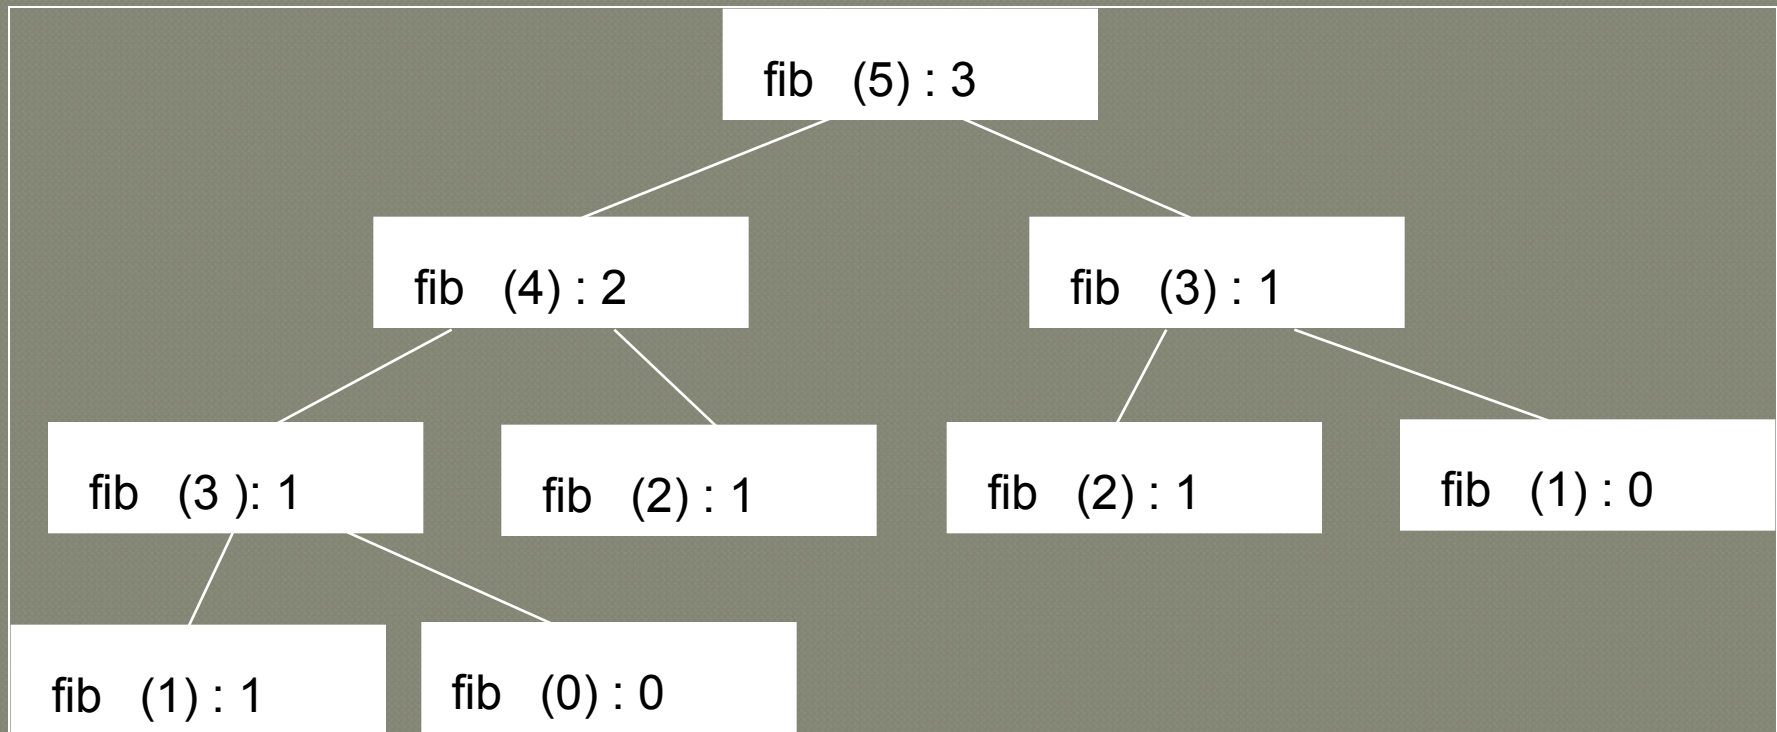 fib (5) : 3
fib (4) : 2
fib (3) : 1
fib (3 ): 1
fib (2) : 1
fib (2) : 1
fib (1) : 0
fib (1) : 1
fib (0) : 0